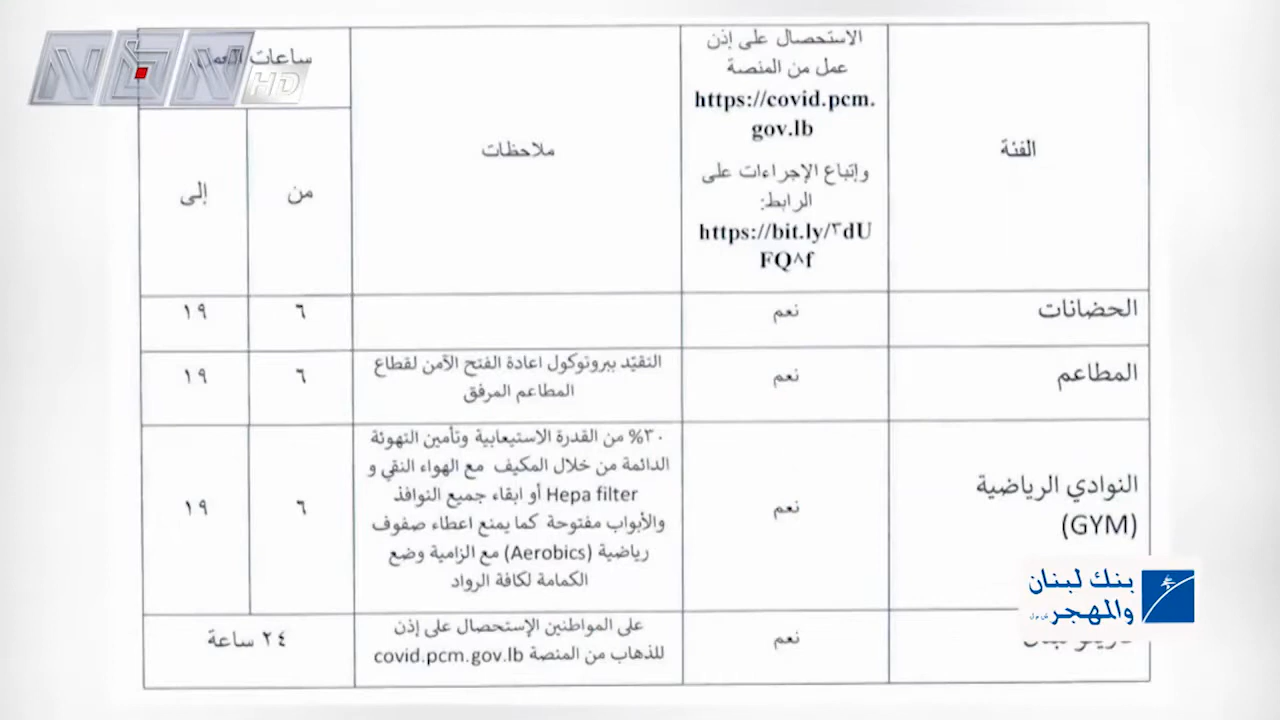 NBN HD
الفئة
الاستحصال على إذن
عمل من المنصة
https://covid.pcm.
gov.lb
وإتباع الإجراءات على
الرابط:
https://bit.ly/٣dU
FQ٨f
ملاحظات
ساعات العمل
من
إلى
الحضانات
نعم
٦
١٩
المطاعم
نعم
التقيّد ببروتوكول اعادة الفتح الآمن لقطاع
المطاعم المرفق
٦
١٩
النوادي الرياضية
(GYM)
نعم
٣٠% من القدرة الاستيعابية وتأمين التهوئة
الدائمة من خلال المكيف مع الهواء النقي و
Hepa filter أو ابقاء جميع النوافذ
والأبواب مفتوحة كما يمنع اعطاء صفوف
رياضية (Aerobics) مع الزامية وضع
الكمامة لكافة الرواد
٦
١٩
نعم
على المواطنين الإستحصال على إذن
للذهاب من المنصة covid.pcm.gov.lb
٢٤ ساعة
بنك لبنان
والمهجر ش.م.ل